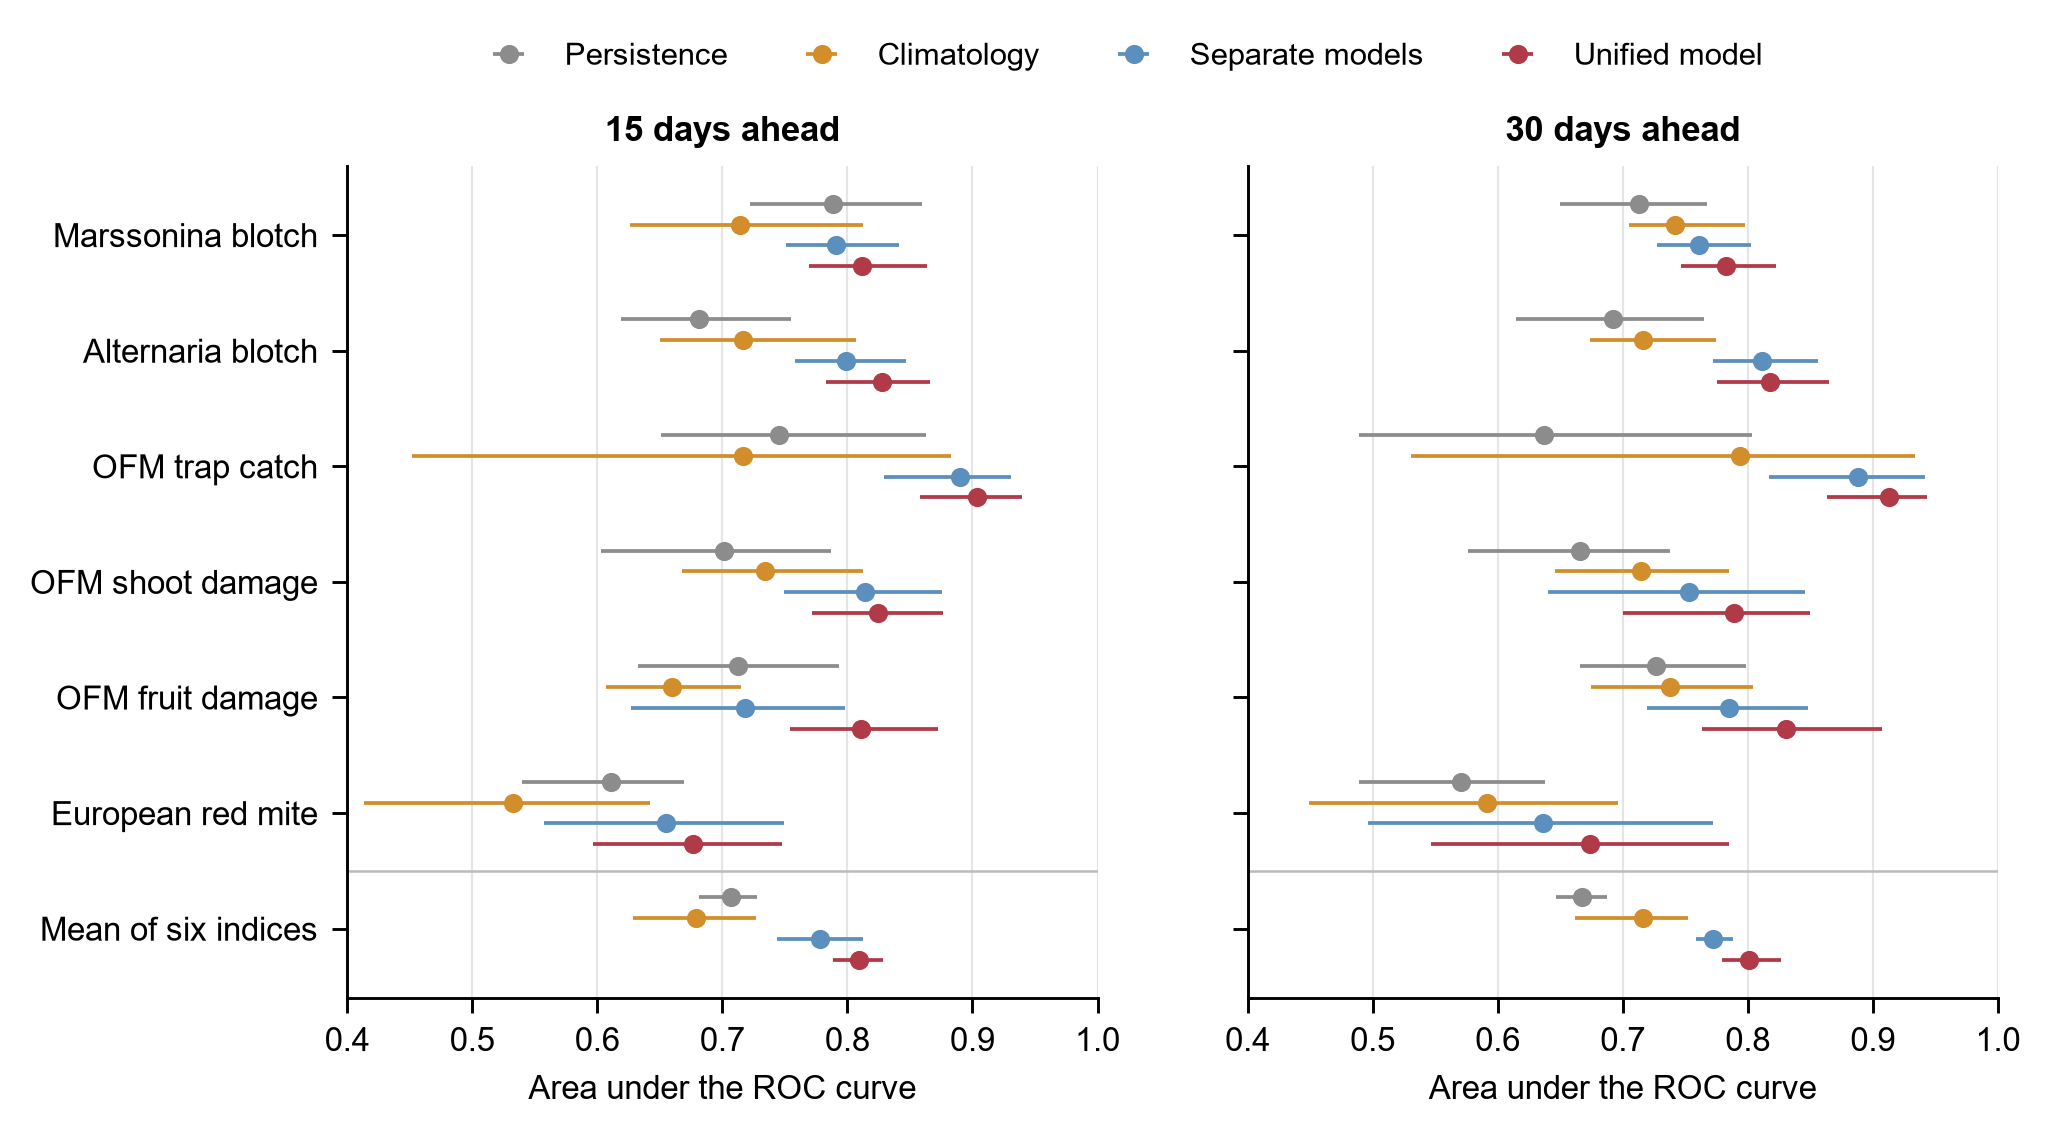 Persistence Climatology Separate models Unified model
15 days ahead 30 days ahead
Marssonina blotch
Alternaria blotch
OFM trap catch
OFM shoot damage
OFM fruit damage
European red mite
Mean of six indices
0.4 0.5 0.6 0.7 0.8 0.9 1.0 0.4 0.5 0.6 0.7 0.8 0.9 1.0
Area under the ROC curve Area under the ROC curve